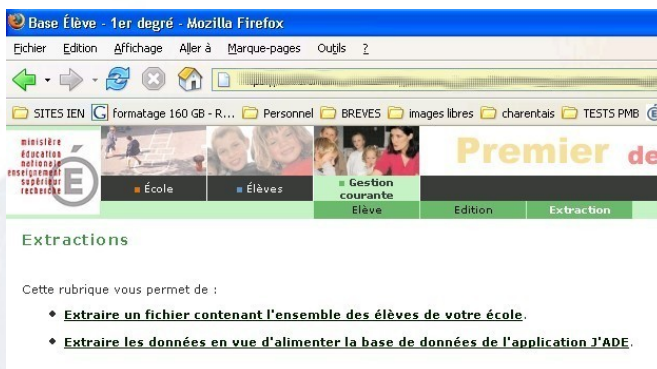 Base Élève - 1er degré - Mozilla Firefox
Fichier Edition Affichage Aller à Marque-pages Outils ?
SITES IEN G formatage 160 GB - R... Personnel BREVES images libres charentais TESTS PMB
ministère
éducation
nationale
enseignement
supérieur
recherche
É
Premier de
École Élèves Gestion
courante
Elève Edition Extraction
Extractions
Cette rubrique vous permet de :
Extraire un fichier contenant l'ensemble des élèves de votre école.
Extraire les données en vue d'alimenter la base de données de l'application J'ADE.